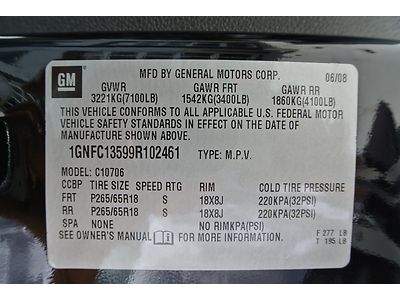 GM
MFD BY GENERAL MOTORS CORP. 06/08
GVWR GAWR FRT GAWR RR
3221KG(7100LB) 1542KG(3400LB) 1860KG(4100LB)
THIS VEHICLE CONFORMS TO ALL APPLICABLE U.S. FEDERAL MOTOR
VEHICLE SAFETY AND THEFT PREVENTION STANDARDS IN EFFECT ON THE
DATE OF MANUFACTURE SHOWN ABOVE.
1GNFC13599R102461 TYPE: M.P.V.
MODEL: C10706
CCBP TIRE SIZE SPEED RTG RIM COLD TIRE PRESSURE
FRT P265/65R18 S 18X8J 220KPA(32PSI)
RR P265/65R18 S 18X8J 220KPA(32PSI)
SPA NONE NO RIMKPA(PSI)
SEE OWNER'S MANUAL FOR ADDITIONAL INFORMATION.
F 277 LB
T 195 LB